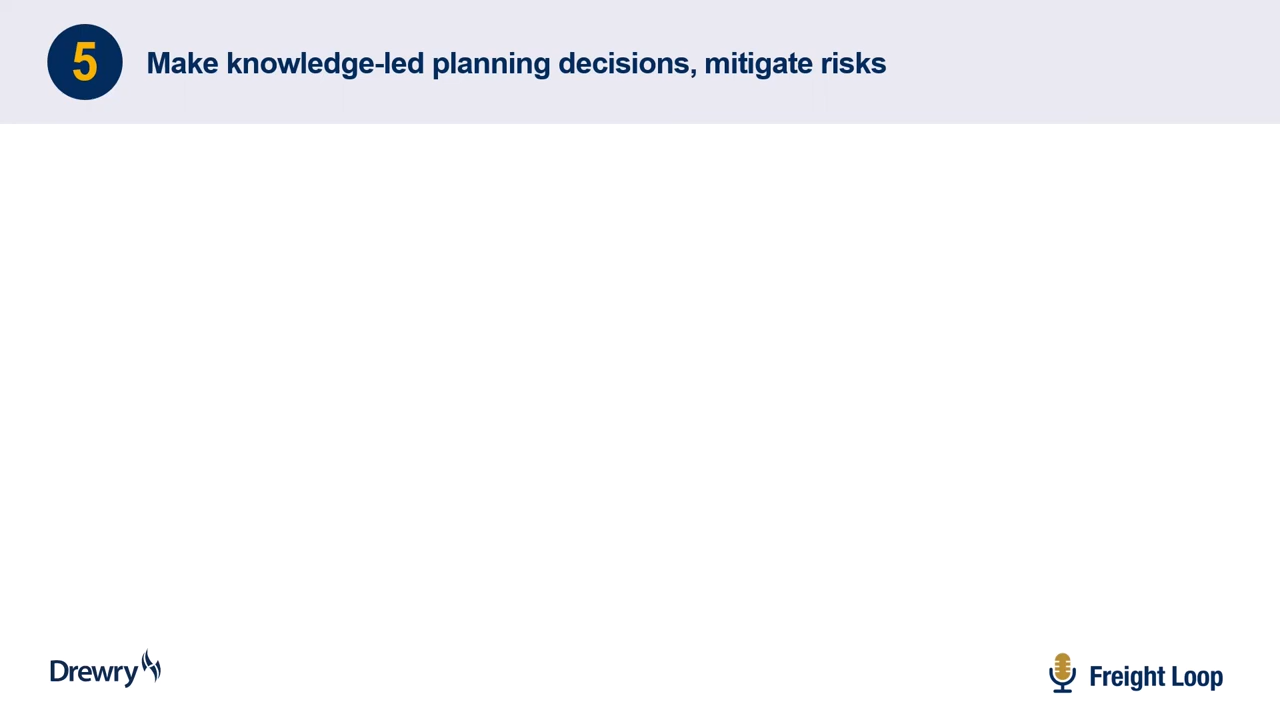 5
Make knowledge-led planning decisions, mitigate risks
Drewry
Freight Loop